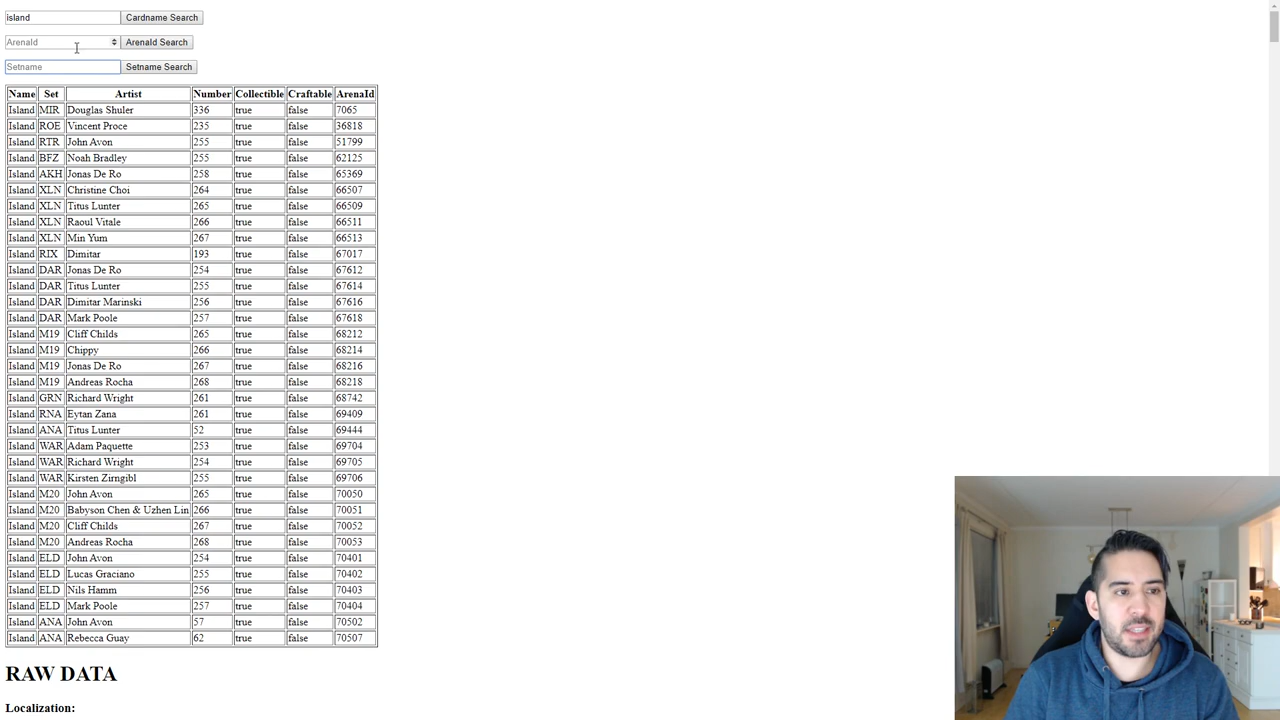 island Cardname Search
ArenaId ArenaId Search
Setname Setname Search
Name Set Artist Number Collectible Craftable ArenaId
Island MIR Douglas Shuler 336 true false 7065
Island ROE Vincent Proce 235 true false 36818
Island RTR John Avon 255 true false 51799
Island BFZ Noah Bradley 255 true false 62125
Island AKH Jonas De Ro 258 true false 65369
Island XLN Christine Choi 264 true false 66507
Island XLN Titus Lunter 265 true false 66509
Island XLN Raoul Vitale 266 true false 66511
Island XLN Min Yum 267 true false 66513
Island RIX Dimitar 193 true false 67017
Island DAR Jonas De Ro 254 true false 67612
Island DAR Titus Lunter 255 true false 67614
Island DAR Dimitar Marinski 256 true false 67616
Island DAR Mark Poole 257 true false 67618
Island M19 Cliff Childs 265 true false 68212
Island M19 Chippy 266 true false 68214
Island M19 Jonas De Ro 267 true false 68216
Island M19 Andreas Rocha 268 true false 68218
Island GRN Richard Wright 261 true false 68742
Island RNA Eytan Zana 261 true false 69409
Island ANA Titus Lunter 52 true false 69444
Island WAR Adam Paquette 253 true false 69704
Island WAR Richard Wright 254 true false 69705
Island WAR Kirsten Zirngibl 255 true false 69706
Island M20 John Avon 265 true false 70050
Island M20 Babyson Chen & Uzhen Lin 266 true false 70051
Island M20 Cliff Childs 267 true false 70052
Island M20 Andreas Rocha 268 true false 70053
Island ELD John Avon 254 true false 70401
Island ELD Lucas Graciano 255 true false 70402
Island ELD Nils Hamm 256 true false 70403
Island ELD Mark Poole 257 true false 70404
Island ANA John Avon 57 true false 70502
Island ANA Rebecca Guay 62 true false 70507
RAW DATA
Localization: